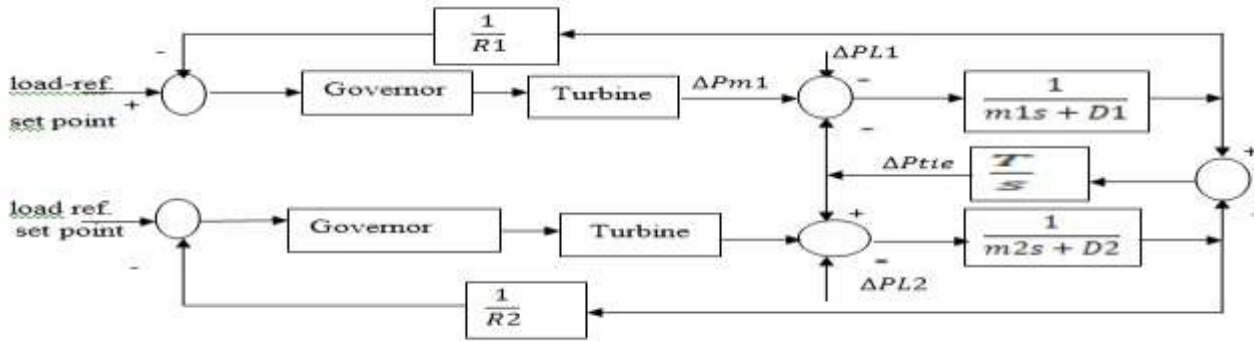 1
R1
-
ΔPL1
load-ref.
+
set point
Governor
Turbine
ΔPm1
-
-
1
m1s + D1
ΔPtie
T
s
+
-
load ref.
set point
-
Governor
Turbine
+
-
1
m2s + D2
ΔPL2
1
R2